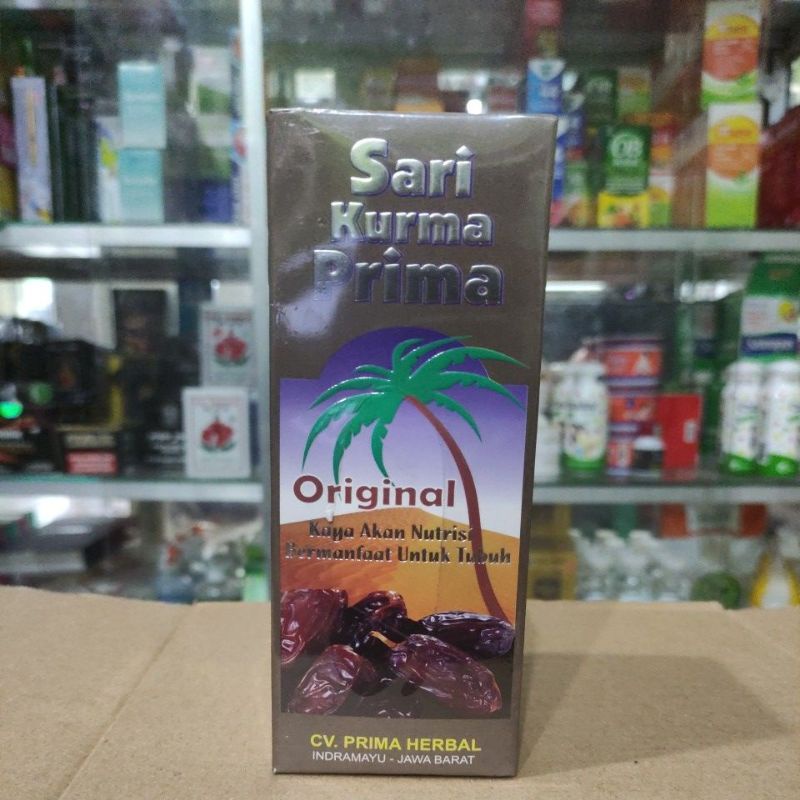 Sari
Kurma
Prima
Original
Kaya Akan Nutrisi
Bermanfaat Untuk Tubuh
CV. PRIMA HERBAL
INDRAMAYU - JAWA BARAT